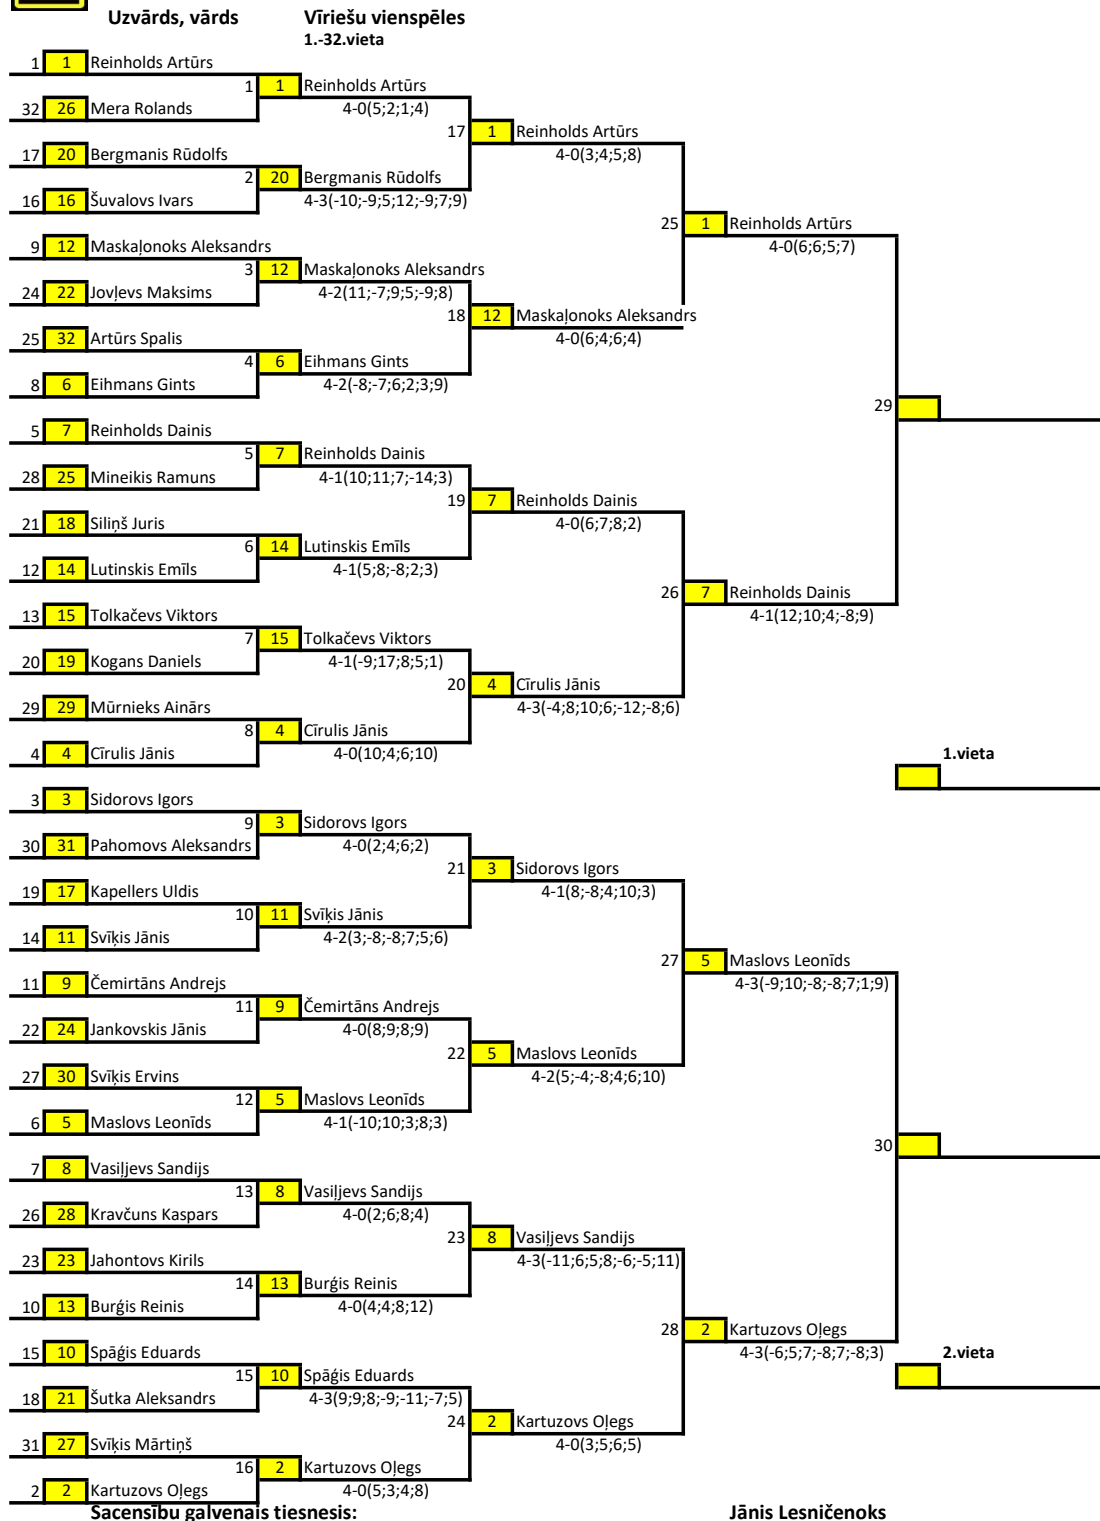 Uzvārds, vārds Vīriešu vienspēles
1.-32.vieta
1 1 Reinholds Artūrs
1 1 Reinholds Artūrs
32 26 Mera Rolands 4-0(5;2;1;4)
17 1 Reinholds Artūrs
17 20 Bergmanis Rūdolfs 4-0(3;4;5;8)
2 20 Bergmanis Rūdolfs
16 16 Šuvalovs Ivars 4-3(-10;-9;5;12;-9;7;9)
25 1 Reinholds Artūrs
9 12 Maskaļonoks Aleksandrs 4-0(6;6;5;7)
3 12 Maskaļonoks Aleksandrs
24 22 Jovļevs Maksims 4-2(11;-7;9;5;-9;8)
18 12 Maskaļonoks Aleksandrs
25 32 Artūrs Spalis 4-0(6;4;6;4)
4 6 Eihmans Gints
8 6 Eihmans Gints 4-2(-8;-7;6;2;3;9)
29
5 7 Reinholds Dainis
5 7 Reinholds Dainis
28 25 Mineikis Ramuns 4-1(10;11;7;-14;3)
19 7 Reinholds Dainis
21 18 Siliņš Juris 4-0(6;7;8;2)
6 14 Lutinskis Emīls
12 14 Lutinskis Emīls 4-1(5;8;-8;2;3)
26 7 Reinholds Dainis
13 15 Tolkačevs Viktors 4-1(12;10;4;-8;9)
7 15 Tolkačevs Viktors
20 19 Kogans Daniels 4-1(-9;17;8;5;1)
20 4 Cīrulis Jānis
29 29 Mūrnieks Ainārs 4-3(-4;8;10;6;-12;-8;6)
8 4 Cīrulis Jānis
4 4 Cīrulis Jānis 4-0(10;4;6;10) 1.vieta
3 3 Sidorovs Igors
9 3 Sidorovs Igors
30 31 Pahomovs Aleksandrs 4-0(2;4;6;2)
21 3 Sidorovs Igors
19 17 Kapellers Uldis 4-1(8;-8;4;10;3)
10 11 Svīķis Jānis
14 11 Svīķis Jānis 4-2(3;-8;-8;7;5;6)
27 5 Maslovs Leonīds
11 9 Čemirtāns Andrejs 4-3(-9;10;-8;-8;7;1;9)
11 9 Čemirtāns Andrejs
22 24 Jankovskis Jānis 4-0(8;9;8;9)
22 5 Maslovs Leonīds
27 30 Svīķis Ervins 4-2(5;-4;-8;4;6;10)
12 5 Maslovs Leonīds
6 5 Maslovs Leonīds 4-1(-10;10;3;8;3)
30
7 8 Vasiļjevs Sandijs
13 8 Vasiļjevs Sandijs
26 28 Kravčuns Kaspars 4-0(2;6;8;4)
23 8 Vasiļjevs Sandijs
23 23 Jahontovs Kirils 4-3(-11;6;5;8;-6;-5;11)
14 13 Burģis Reinis
10 13 Burģis Reinis 4-0(4;4;8;12)
28 2 Kartuzovs Oļegs
15 10 Spāģis Eduards 4-3(-6;5;7;-8;7;-8;3) 2.vieta
15 10 Spāģis Eduards
18 21 Šutka Aleksandrs 4-3(9;9;8;-9;-11;-7;5)
24 2 Kartuzovs Oļegs
31 27 Svīķis Mārtiņš 4-0(3;5;6;5)
16 2 Kartuzovs Oļegs
2 2 Kartuzovs Oļegs 4-0(5;3;4;8)
Sacensību galvenais tiesnesis: Jānis Lesničenoks